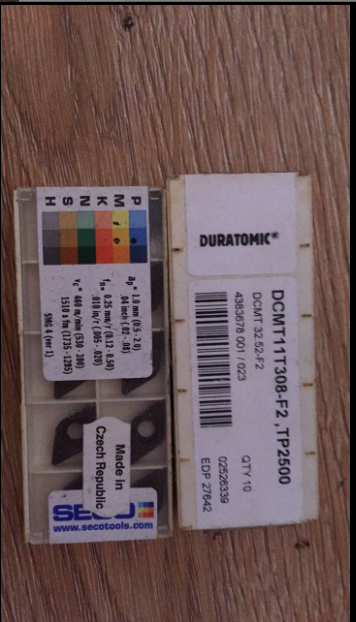 P M K N S H
ap = 1.0 mm (0.5 - 2.0)
.04 inch (.02 - .08)
fn = 0.25 mm/r (0.12 - 0.50)
.010 in/r (.005 - .020)
vc = 460 m/min (530 - 390)
1510 s fm (1735 - 1285)
SMG 4 (ver 1)
Made in
Czech Republic
SECO
www.secotools.com
DURATOMIC®
DCMT11T308-F2 ,TP2500
DCMT 32.52-F2
4383678 001 / 023
QTY 10
02526339
EDP 27642